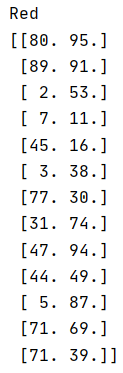 Red
[[80. 95.]
 [89. 91.]
 [ 2. 53.]
 [ 7. 11.]
 [45. 16.]
 [ 3. 38.]
 [77. 30.]
 [31. 74.]
 [47. 94.]
 [44. 49.]
 [ 5. 87.]
 [71. 69.]
 [71. 39.]]